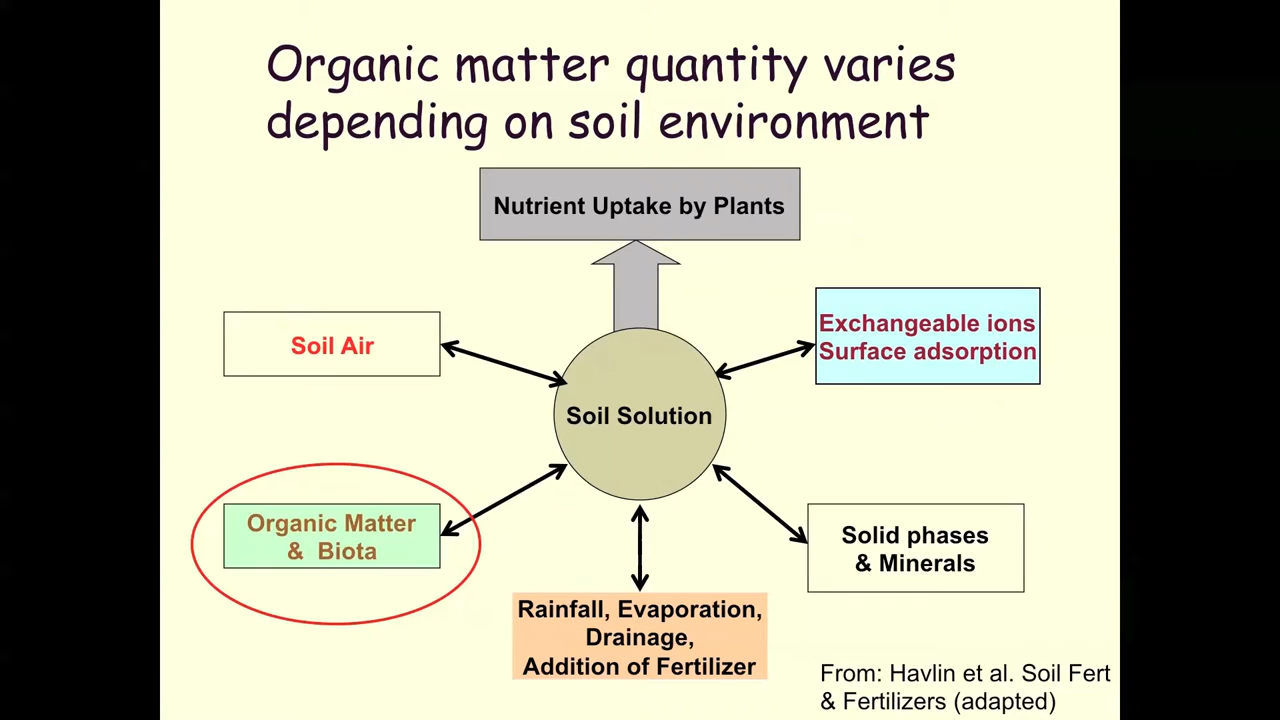 Organic matter quantity varies
depending on soil environment
Nutrient Uptake by Plants
Soil Air
Exchangeable ions
Surface adsorption
Soil Solution
Organic Matter
& Biota
Solid phases
& Minerals
Rainfall, Evaporation,
Drainage,
Addition of Fertilizer
From: Havlin et al. Soil Fert
& Fertilizers (adapted)